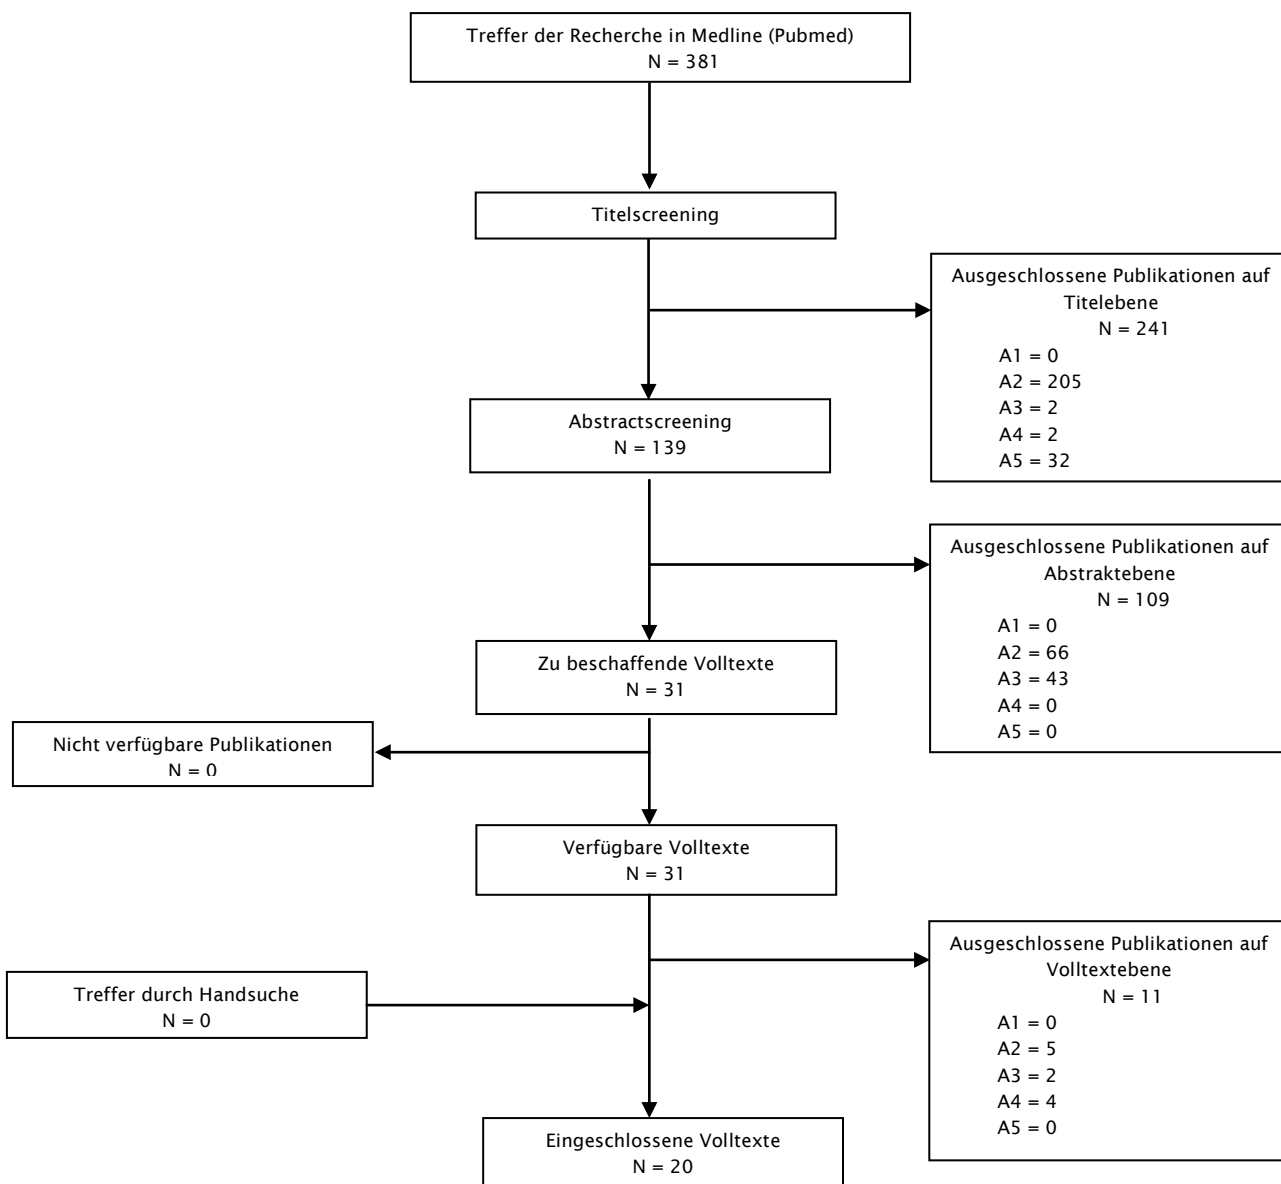 Treffer der Recherche in Medline (Pubmed)
N = 381
Titelscreening
Ausgeschlossene Publikationen auf
Titelebene
N = 241
A1 = 0
A2 = 205
A3 = 2
A4 = 2
A5 = 32
Abstractscreening
N = 139
Ausgeschlossene Publikationen auf
Abstraktebene
N = 109
A1 = 0
A2 = 66
A3 = 43
A4 = 0
A5 = 0
Zu beschaffende Volltexte
N = 31
Nicht verfügbare Publikationen
N = 0
Verfügbare Volltexte
N = 31
Ausgeschlossene Publikationen auf
Volltextebene
N = 11
A1 = 0
A2 = 5
A3 = 2
A4 = 4
A5 = 0
Treffer durch Handsuche
N = 0
Eingeschlossene Volltexte
N = 20